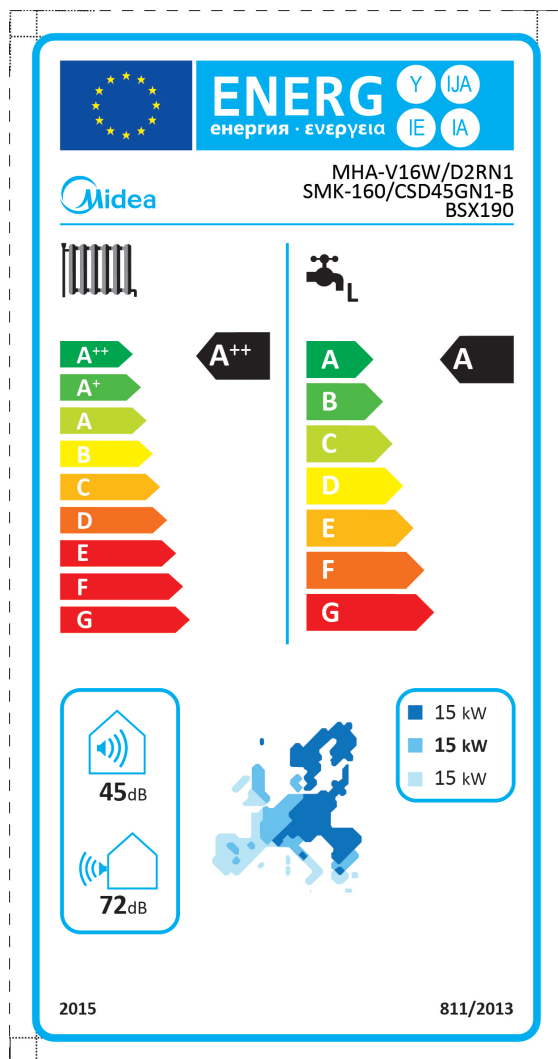 ENERG
енергия · ενεργεια
Y
IJA
IE
IA
Midea
MHA-V16W/D2RN1
SMK-160/CSD45GN1-B
BSX190
L
A++
A+
A
B
C
D
E
F
G
A++
A
B
C
D
E
F
G
A
45dB
72dB
15 kW
15 kW
15 kW
2015
811/2013